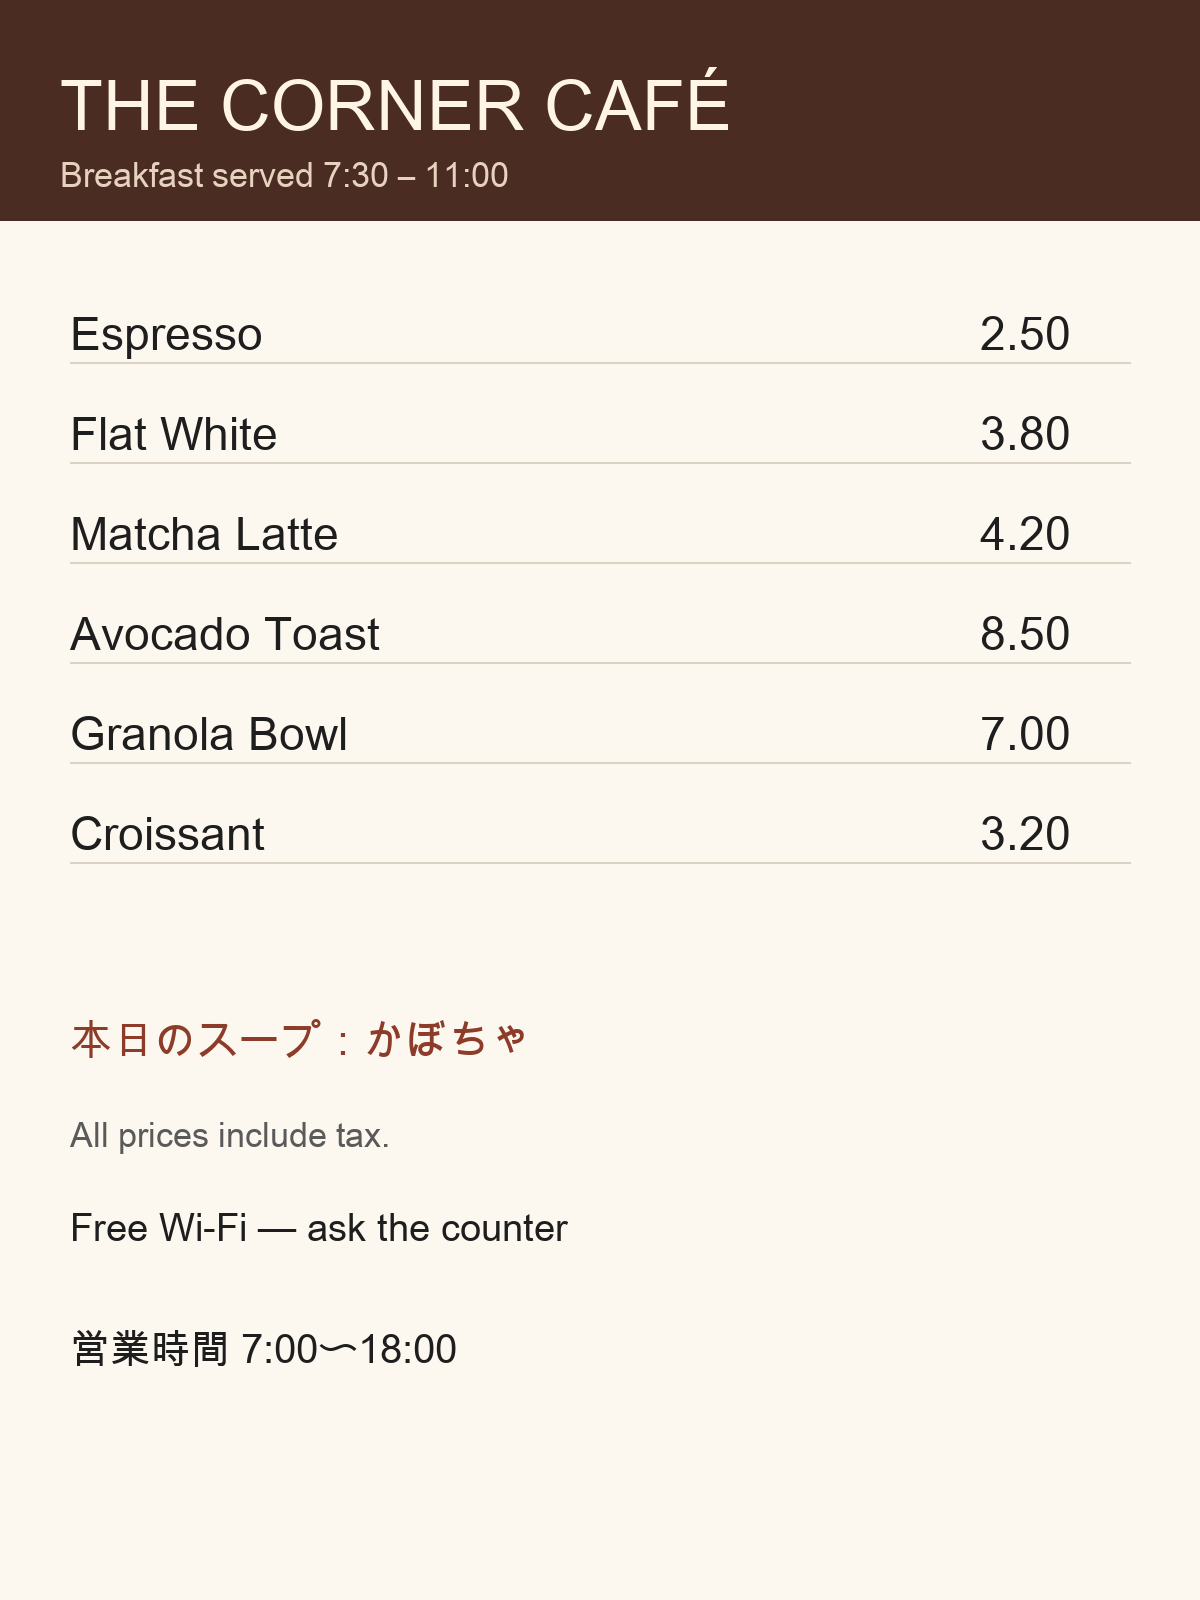 THE CORNER CAFÉ
Breakfast served 7:30 – 11:00
Espresso 2.50
Flat White 3.80
Matcha Latte 4.20
Avocado Toast 8.50
Granola Bowl 7.00
Croissant 3.20
本日のスープ：かぼちゃ
All prices include tax.
Free Wi-Fi — ask the counter
営業時間 7:00〜18:00